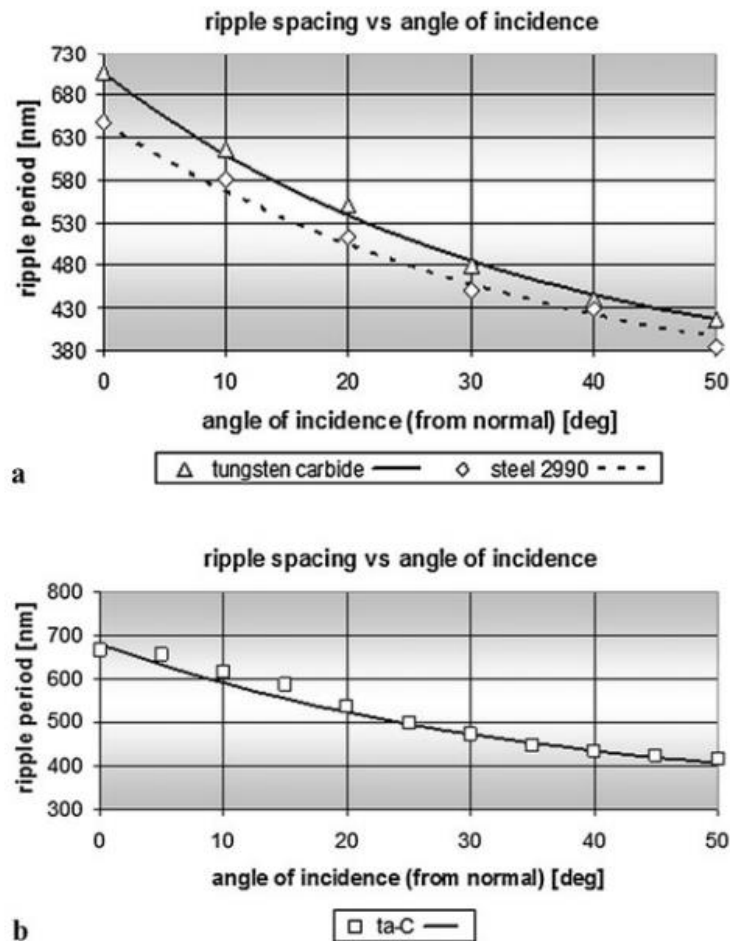 ripple spacing vs angle of incidence
730
680
630
580
530
480
430
380
ripple period [nm]
0 10 20 30 40 50
angle of incidence (from normal) [deg]
tungsten carbide steel 2990
a
ripple spacing vs angle of incidence
800
700
600
500
400
300
ripple period [nm]
0 10 20 30 40 50
angle of incidence (from normal) [deg]
ta-C
b